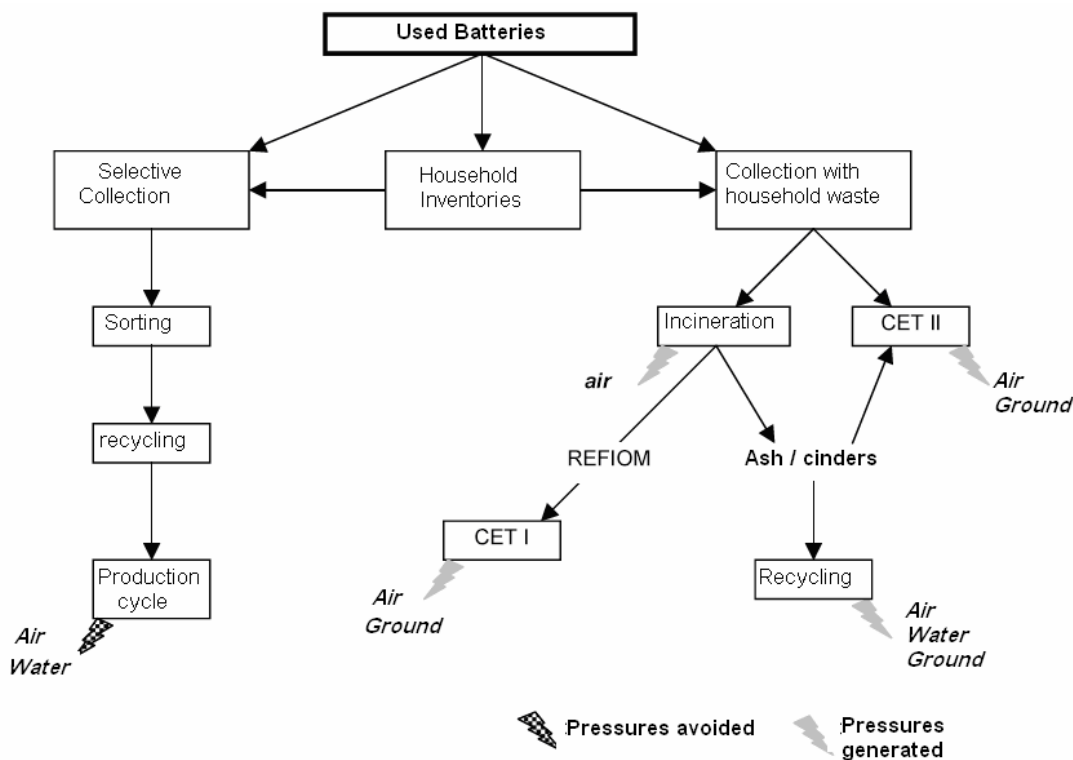 Used Batteries
Selective
Collection
Household
Inventories
Collection with
household waste
Sorting
Incineration
CET II
air
Air
Ground
recycling
REFIOM
Ash / cinders
CET I
Production
cycle
Recycling
Air
Ground
Air
Water
Air
Water
Ground
Pressures avoided
Pressures
generated